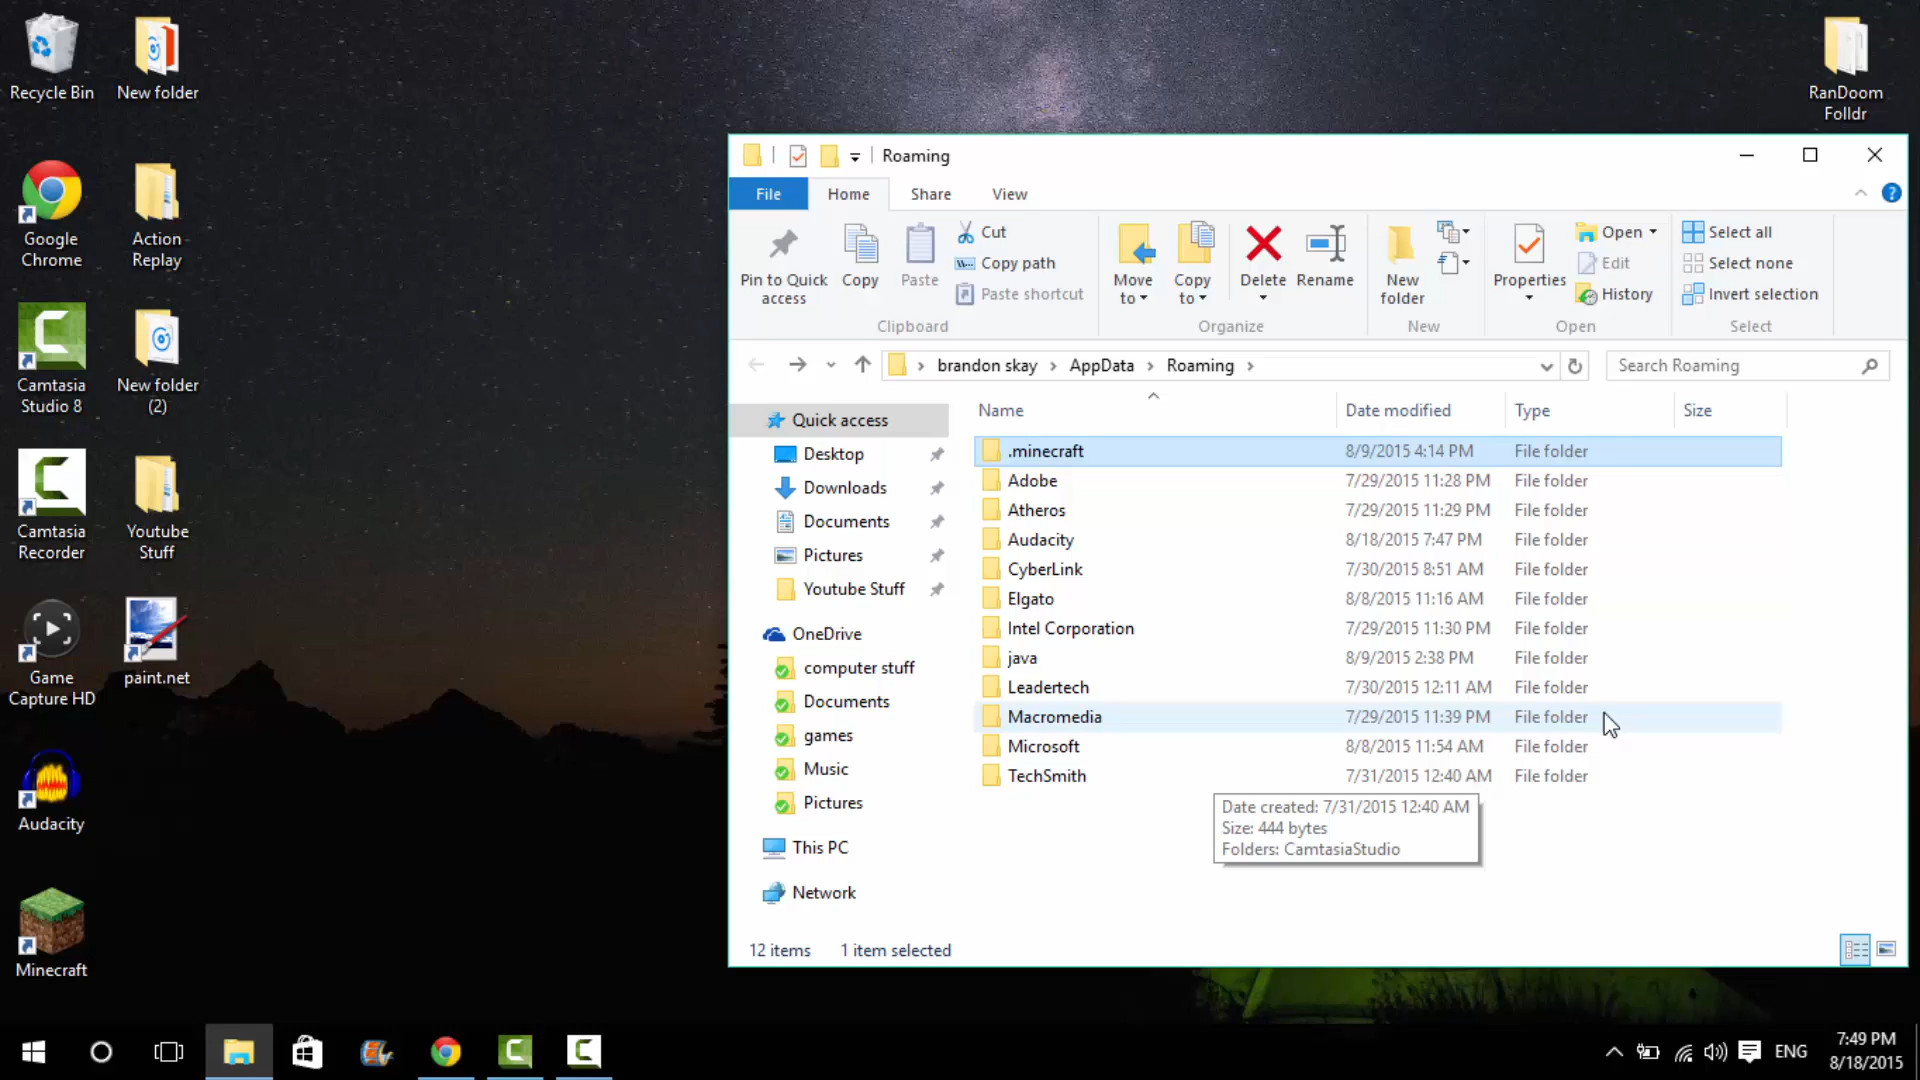 Recycle Bin
New folder
Google
Chrome
Action
Replay
Camtasia
Studio 8
New folder
(2)
Camtasia
Recorder
Youtube
Stuff
Game
Capture HD
paint.net
Audacity
Minecraft
RanDoom
Folldr
Roaming
File
Home
Share
View
Pin to Quick
access
Copy
Paste
Cut
Copy path
Paste shortcut
Clipboard
Move
to
Copy
to
Delete
Rename
Organize
New
folder
New
Properties
Open
Edit
History
Open
Select all
Select none
Invert selection
Select
brandon skay AppData Roaming
Search Roaming
Quick access
Desktop
Downloads
Documents
Pictures
Youtube Stuff
OneDrive
computer stuff
Documents
games
Music
Pictures
This PC
Network
Name Date modified Type Size
.minecraft 8/9/2015 4:14 PM File folder
Adobe 7/29/2015 11:28 PM File folder
Atheros 7/29/2015 11:29 PM File folder
Audacity 8/18/2015 7:47 PM File folder
CyberLink 7/30/2015 8:51 AM File folder
Elgato 8/8/2015 11:16 AM File folder
Intel Corporation 7/29/2015 11:30 PM File folder
java 8/9/2015 2:38 PM File folder
Leadertech 7/30/2015 12:11 AM File folder
Macromedia 7/29/2015 11:39 PM File folder
Microsoft 8/8/2015 11:54 AM File folder
TechSmith 7/31/2015 12:40 AM File folder
Date created: 7/31/2015 12:40 AM
Size: 444 bytes
Folders: CamtasiaStudio
12 items 1 item selected
ENG
7:49 PM
8/18/2015